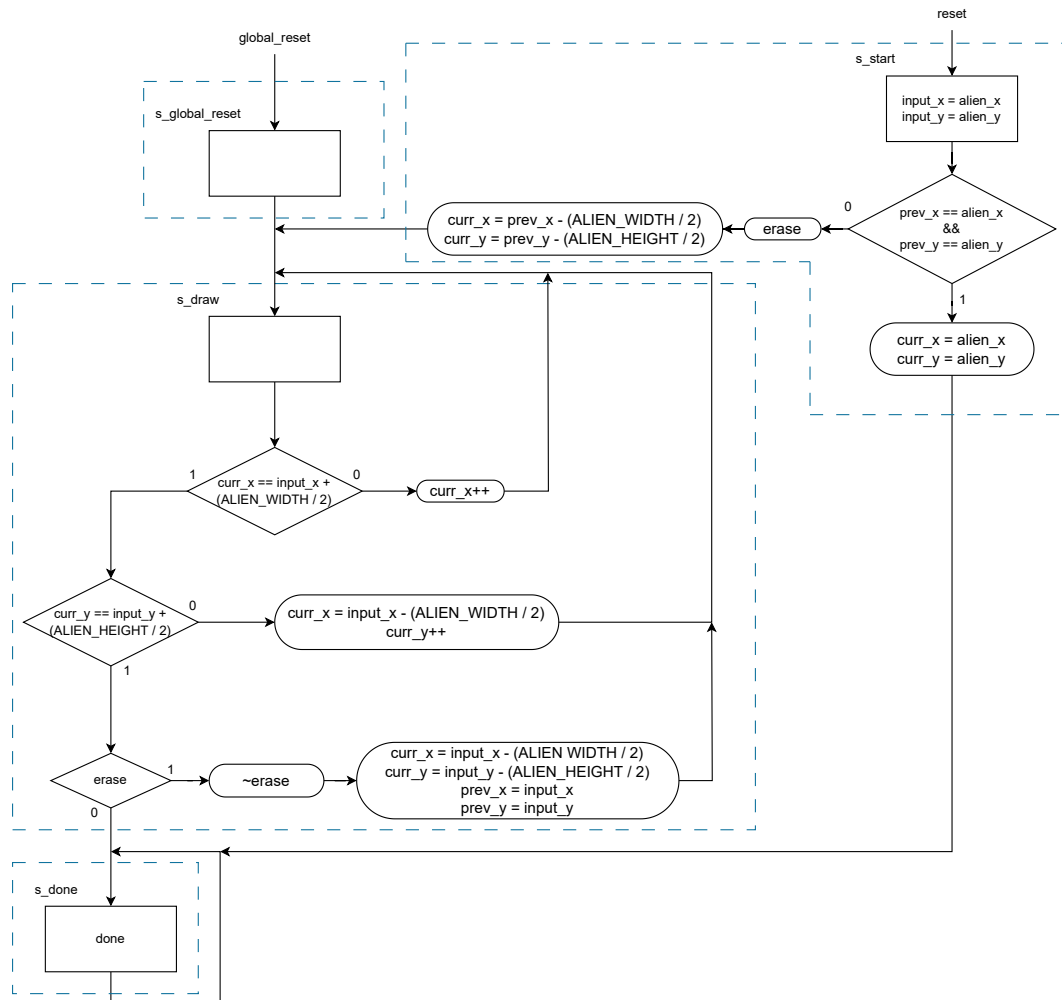 reset
global_reset
s_start
input_x = alien_x
input_y = alien_y
s_global_reset
prev_x == alien_x
&&
prev_y == alien_y
0
erase
curr_x = prev_x - (ALIEN_WIDTH / 2)
curr_y = prev_y - (ALIEN_HEIGHT / 2)
1
curr_x = alien_x
curr_y = alien_y
s_draw
curr_x == input_x +
(ALIEN_WIDTH / 2)
1
0
curr_x++
curr_y == input_y +
(ALIEN_HEIGHT / 2)
0
curr_x = input_x - (ALIEN_WIDTH / 2)
curr_y++
1
erase
1
~erase
curr_x = input_x - (ALIEN WIDTH / 2)
curr_y = input_y - (ALIEN_HEIGHT / 2)
prev_x = input_x
prev_y = input_y
0
s_done
done